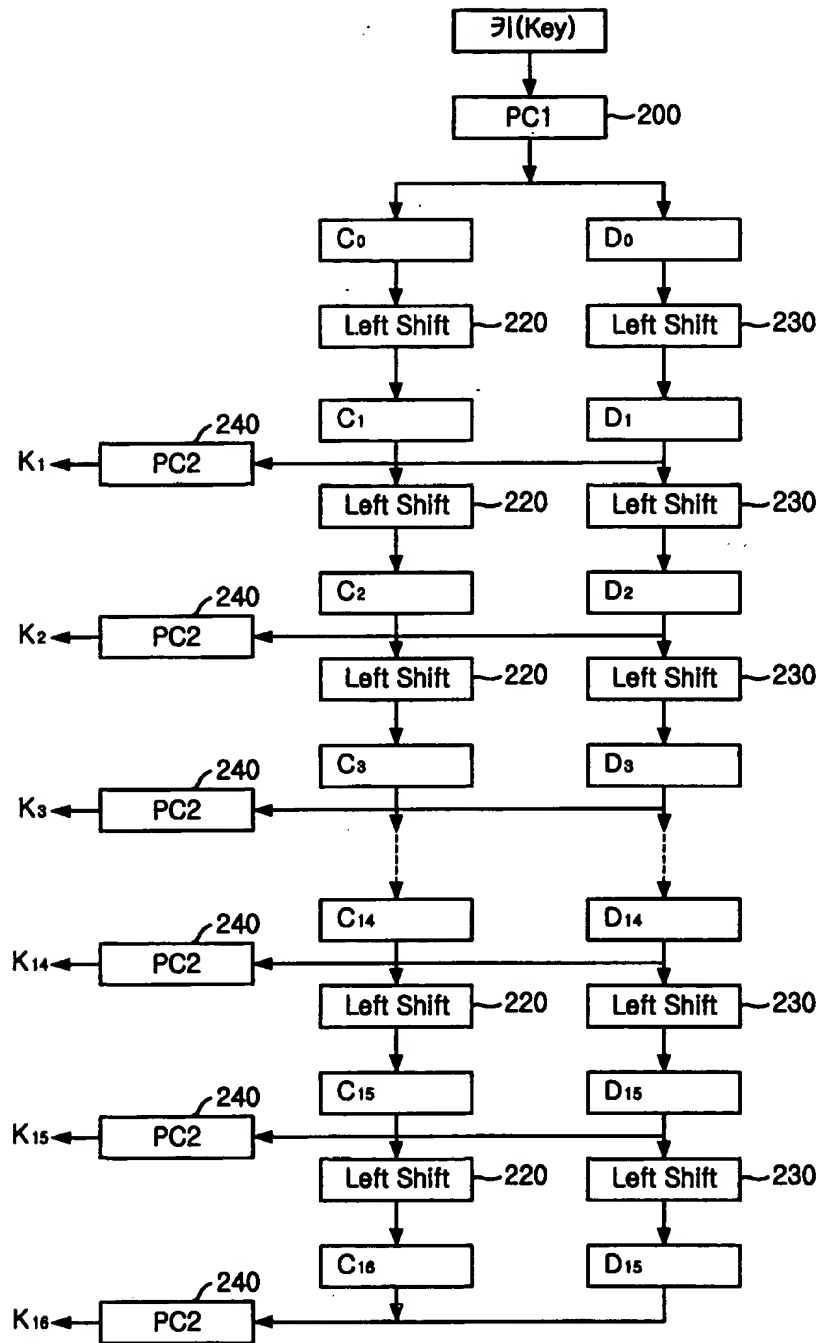 키(Key)
PC1 200
C0 D0
Left Shift 220 Left Shift 230
C1 D1
240
K1 PC2
Left Shift 220 Left Shift 230
C2 D2
240
K2 PC2
Left Shift 220 Left Shift 230
C3 D3
240
K3 PC2
C14 D14
240
K14 PC2
Left Shift 220 Left Shift 230
C15 D15
240
K15 PC2
Left Shift 220 Left Shift 230
C16 D15
240
K16 PC2